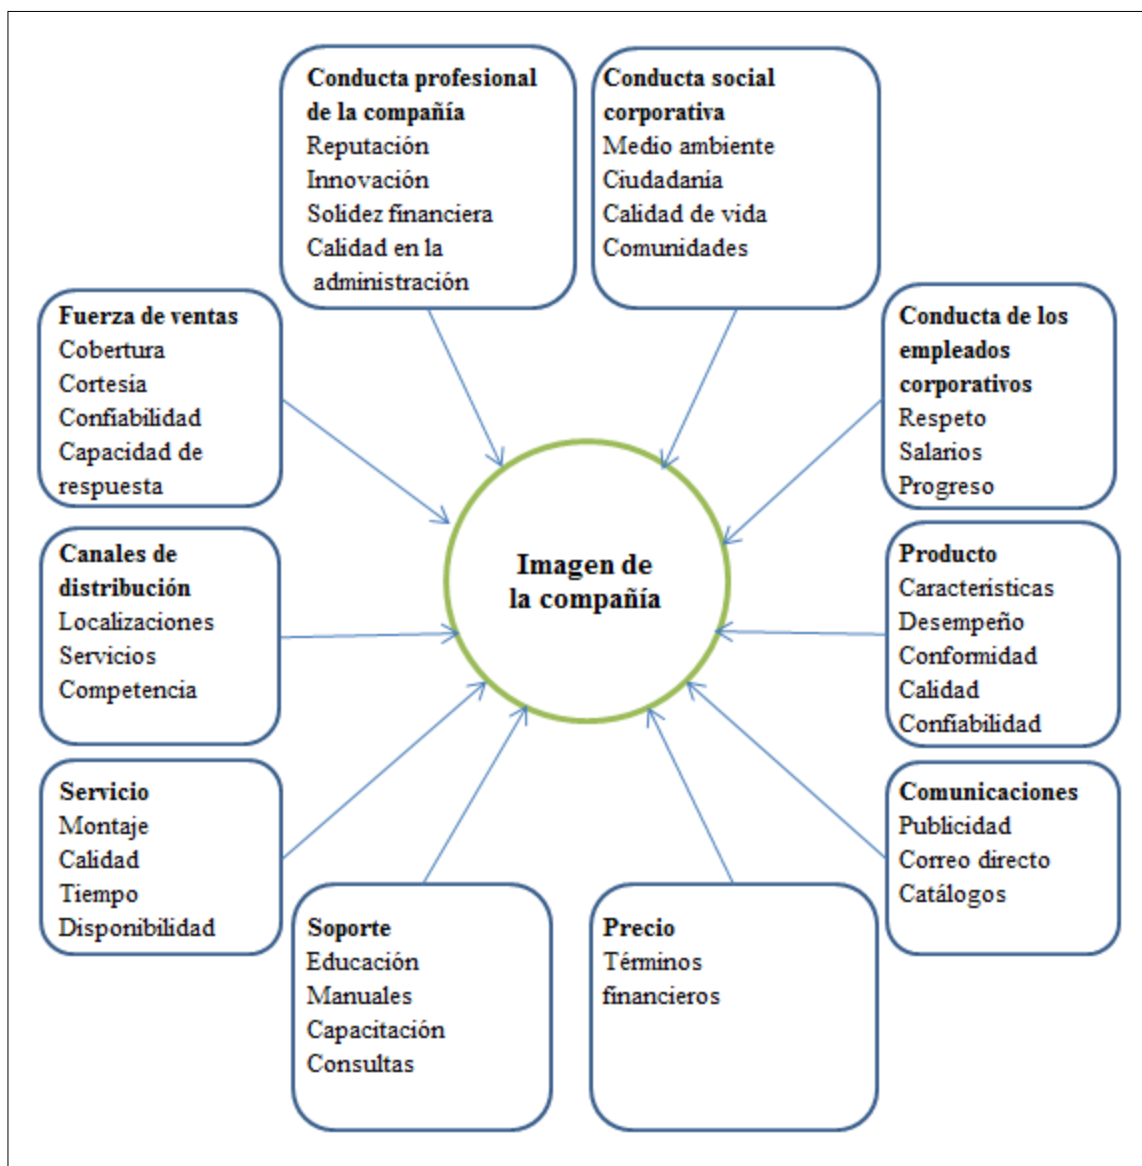 Conducta profesional
de la compañía
Reputación
Innovación
Solidez financiera
Calidad en la
administración
Conducta social
corporativa
Medio ambiente
Ciudadanía
Calidad de vida
Comunidades
Fuerza de ventas
Cobertura
Cortesía
Confiabilidad
Capacidad de
respuesta
Conducta de los
empleados
corporativos
Respeto
Salarios
Progreso
Imagen de
la compañía
Canales de
distribución
Localizaciones
Servicios
Competencia
Producto
Características
Desempeño
Conformidad
Calidad
Confiabilidad
Servicio
Montaje
Calidad
Tiempo
Disponibilidad
Comunicaciones
Publicidad
Correo directo
Catálogos
Soporte
Educación
Manuales
Capacitación
Consultas
Precio
Términos
financieros